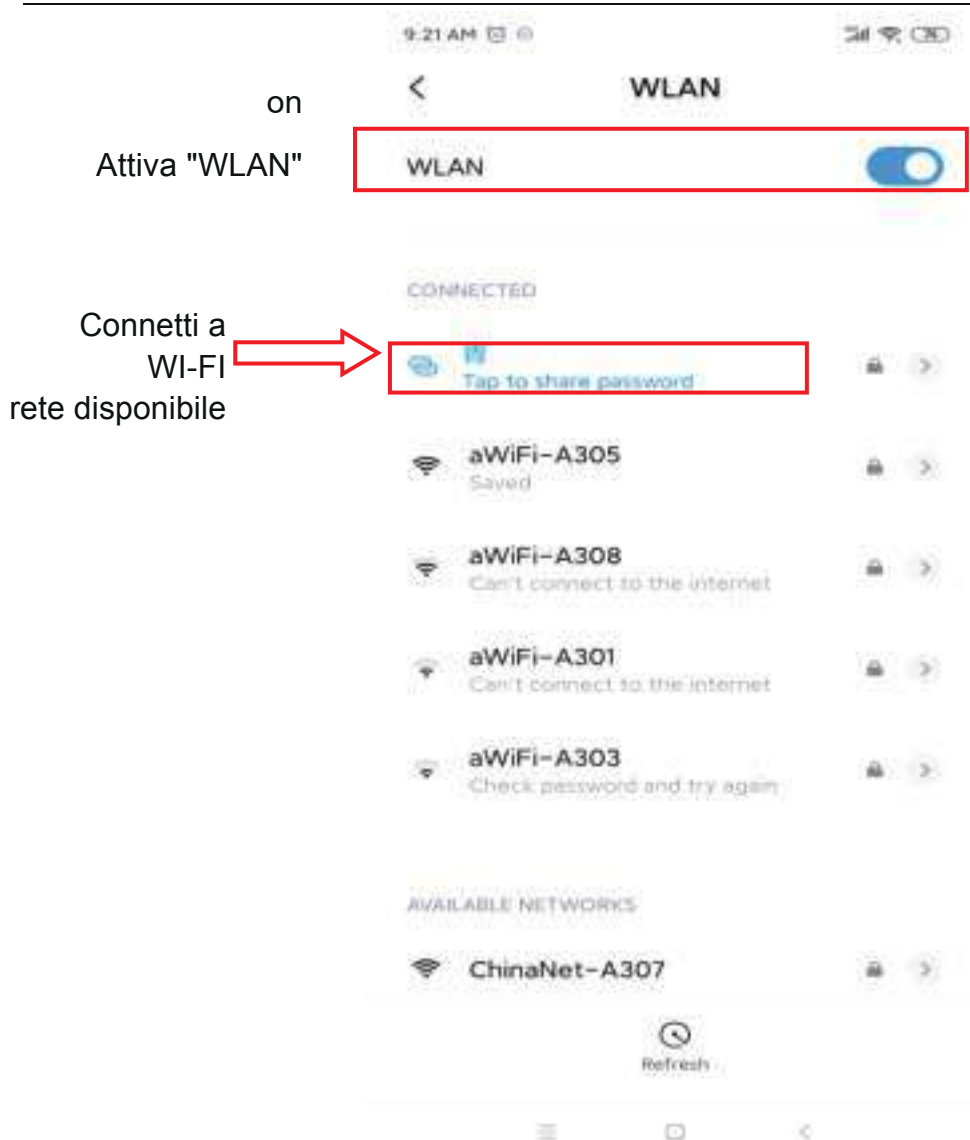 9:21 AM
WLAN
on
Attiva "WLAN"
WLAN
CONNECTED
Connetti a
WI-FI
rete disponibile
Tap to share password
aWiFi-A305
Saved
aWiFi-A308
Can't connect to the internet
aWiFi-A301
Can't connect to the internet
aWiFi-A303
Check password and try again
AVAILABLE NETWORKS
ChinaNet-A307
Refresh